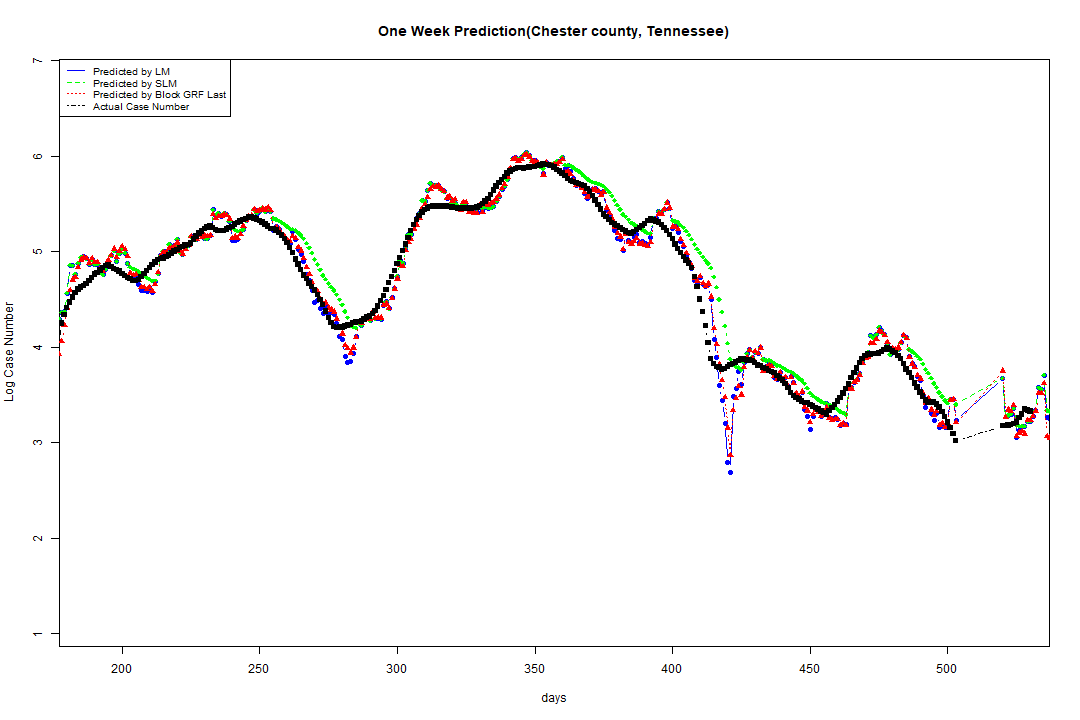 One Week Prediction(Chester county, Tennessee)
Predicted by LM
Predicted by SLM
Predicted by Block GRF Last
Actual Case Number
7
6
5
4
3
2
1
Log Case Number
200 250 300 350 400 450 500
days